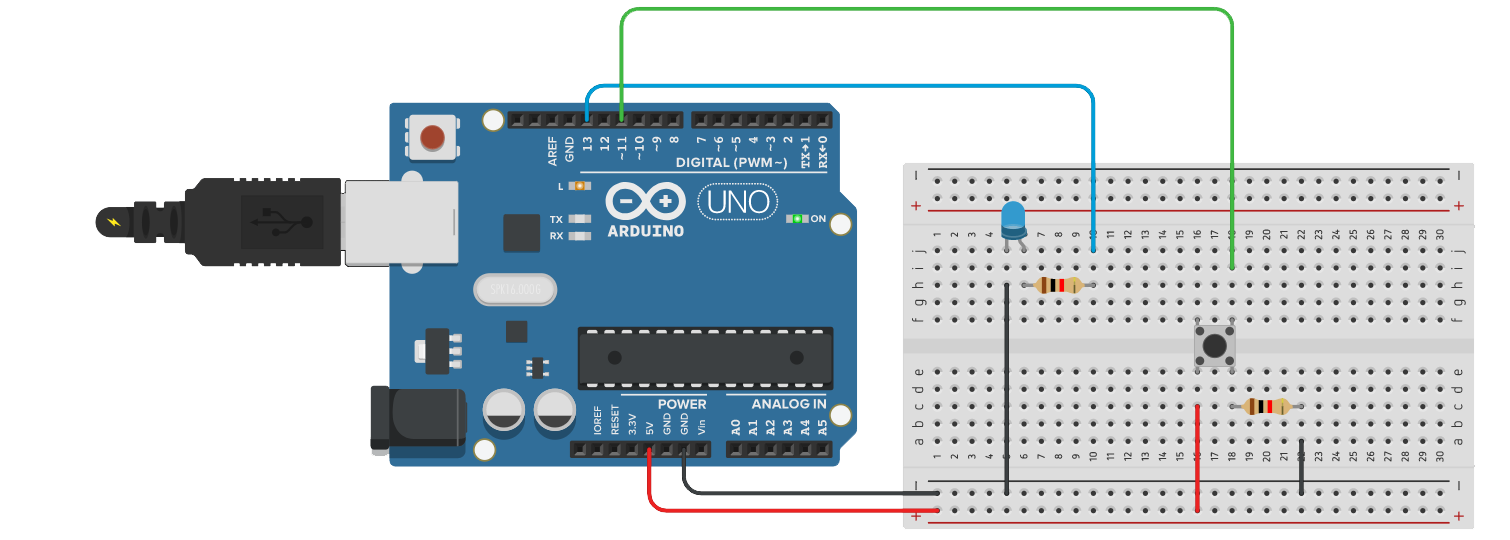 AREF
GND
13
12
~11
~10
~9
8
7
~6
~5
4
~3
2
TX→1
RX←0
DIGITAL (PWM~)
L
TX
RX
UNO
ON
ARDUINO
SPK16.000G
POWER
ANALOG IN
IOREF
RESET
3.3V
5V
GND
GND
Vin
A0
A1
A2
A3
A4
A5
− −
+ +
1 2 3 4 5 6 7 8 9 10 11 12 13 14 15 16 17 18 19 20 21 22 23 24 25 26 27 28 29 30
j j
i i
h h
g g
f f
e e
d d
c c
b b
a a
1 2 3 4 5 6 7 8 9 10 11 12 13 14 15 16 17 18 19 20 21 22 23 24 25 26 27 28 29 30
− −
+ +